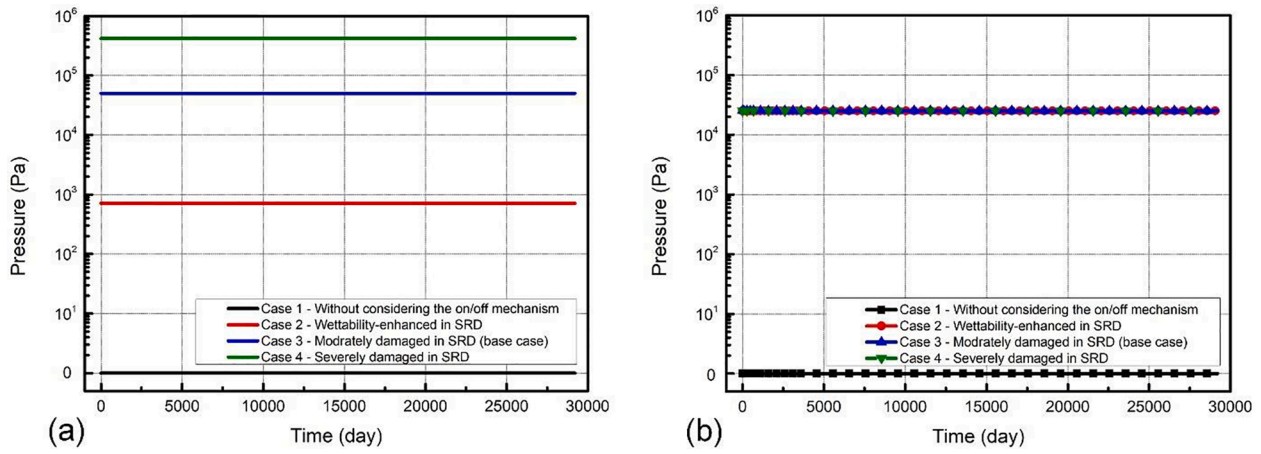 10⁶
10⁵
10⁴
10³
10²
10¹
0
Pressure (Pa)
Case 1 - Without considering the on/off mechanism
Case 2 - Wettability-enhanced in SRD
Case 3 - Modrately damaged in SRD (base case)
Case 4 - Severely damaged in SRD
0 5000 10000 15000 20000 25000 30000
Time (day)
(a)
10⁶
10⁵
10⁴
10³
10²
10¹
0
Pressure (Pa)
Case 1 - Without considering the on/off mechanism
Case 2 - Wettability-enhanced in SRD
Case 3 - Modrately damaged in SRD (base case)
Case 4 - Severely damaged in SRD
0 5000 10000 15000 20000 25000 30000
Time (day)
(b)